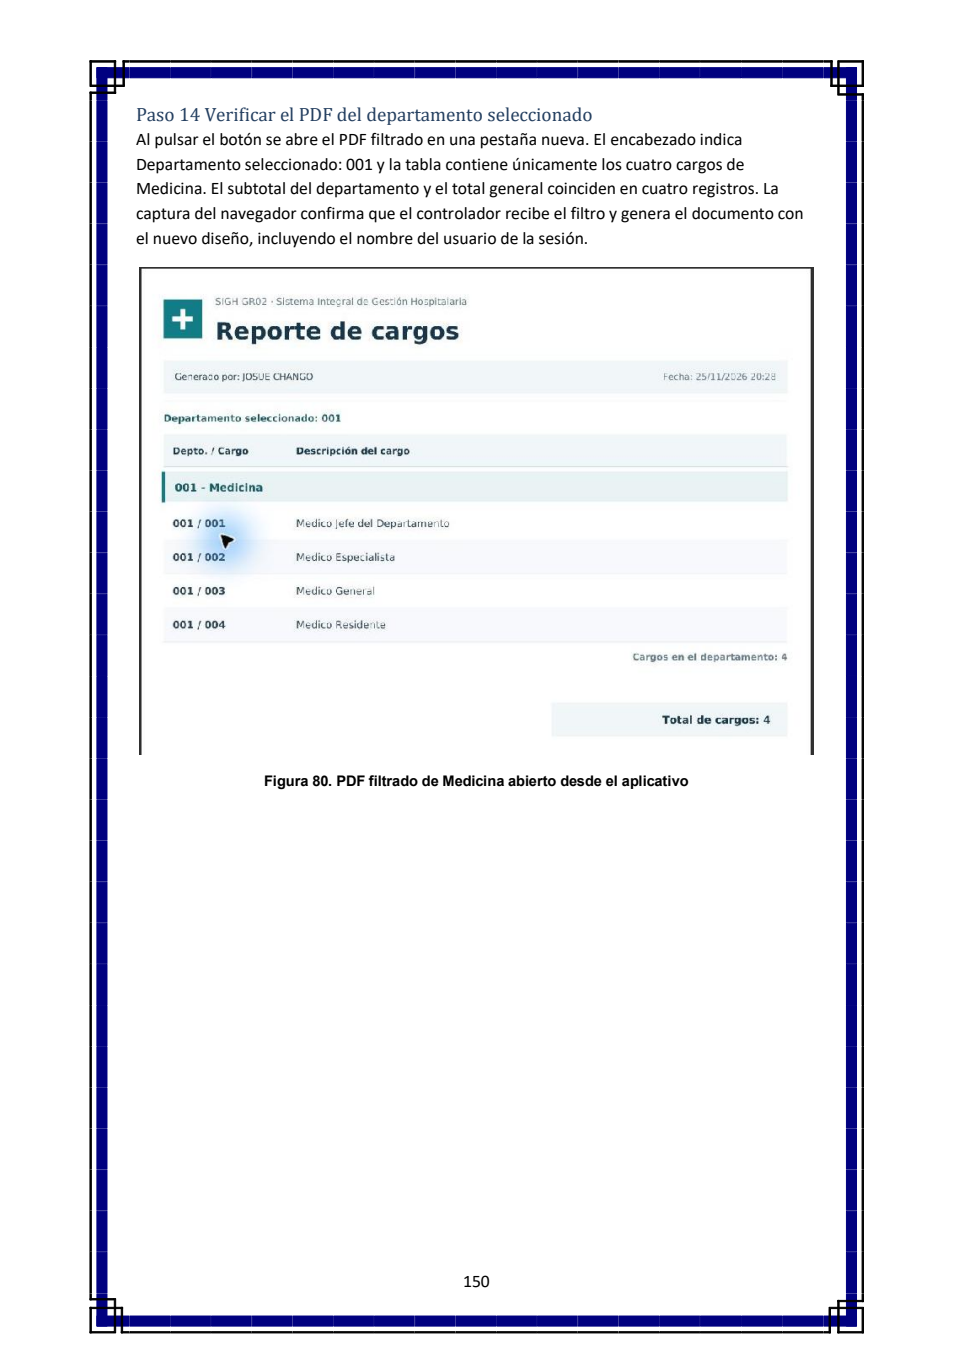 Paso 14 Verificar el PDF del departamento seleccionado
Al pulsar el botón se abre el PDF filtrado en una pestaña nueva. El encabezado indica
Departamento seleccionado: 001 y la tabla contiene únicamente los cuatro cargos de
Medicina. El subtotal del departamento y el total general coinciden en cuatro registros. La
captura del navegador confirma que el controlador recibe el filtro y genera el documento con
el nuevo diseño, incluyendo el nombre del usuario de la sesión.
SIGH GR02 · Sistema Integral de Gestión Hospitalaria
Reporte de cargos
Generado por: JOSUE CHANGO Fecha: 25/11/2026 20:28
Departamento seleccionado: 001
Depto. / Cargo Descripción del cargo
001 - Medicina
001 / 001 Medico Jefe del Departamento
001 / 002 Medico Especialista
001 / 003 Medico General
001 / 004 Medico Residente
Cargos en el departamento: 4
Total de cargos: 4
Figura 80. PDF filtrado de Medicina abierto desde el aplicativo
150